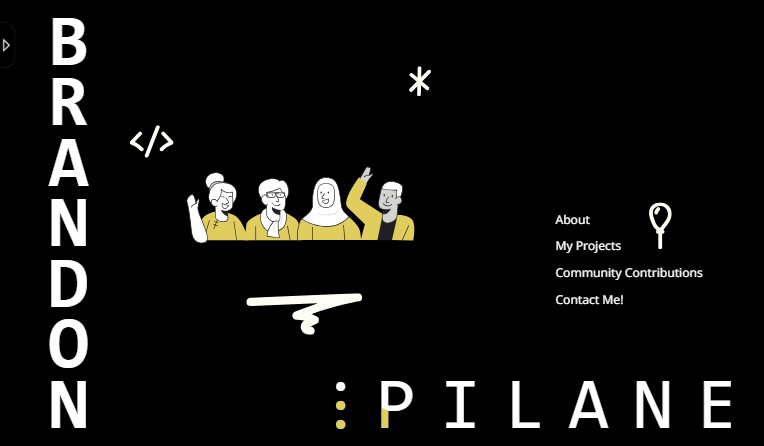 BRANDON
</>
*
About
My Projects
Community Contributions
Contact Me!
PILANE